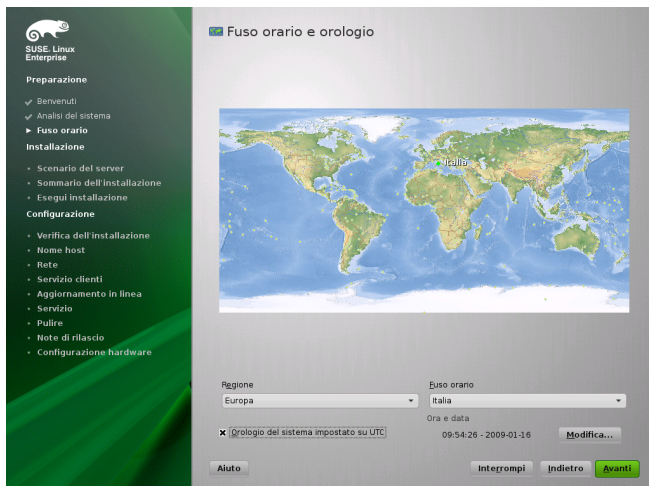 SUSE. Linux
Enterprise
Preparazione
Benvenuti
Analisi del sistema
Fuso orario
Installazione
Scenario del server
Sommario dell'installazione
Esegui installazione
Configurazione
Verifica dell'installazione
Nome host
Rete
Servizio clienti
Aggiornamento in linea
Servizio
Pulire
Note di rilascio
Configurazione hardware
Fuso orario e orologio
Italia
Regione
Europa
Fuso orario
Italia
Orologio del sistema impostato su UTC
Ora e data
09:54:26 - 2009-01-16
Modifica...
Aiuto
Interrompi
Indietro
Avanti